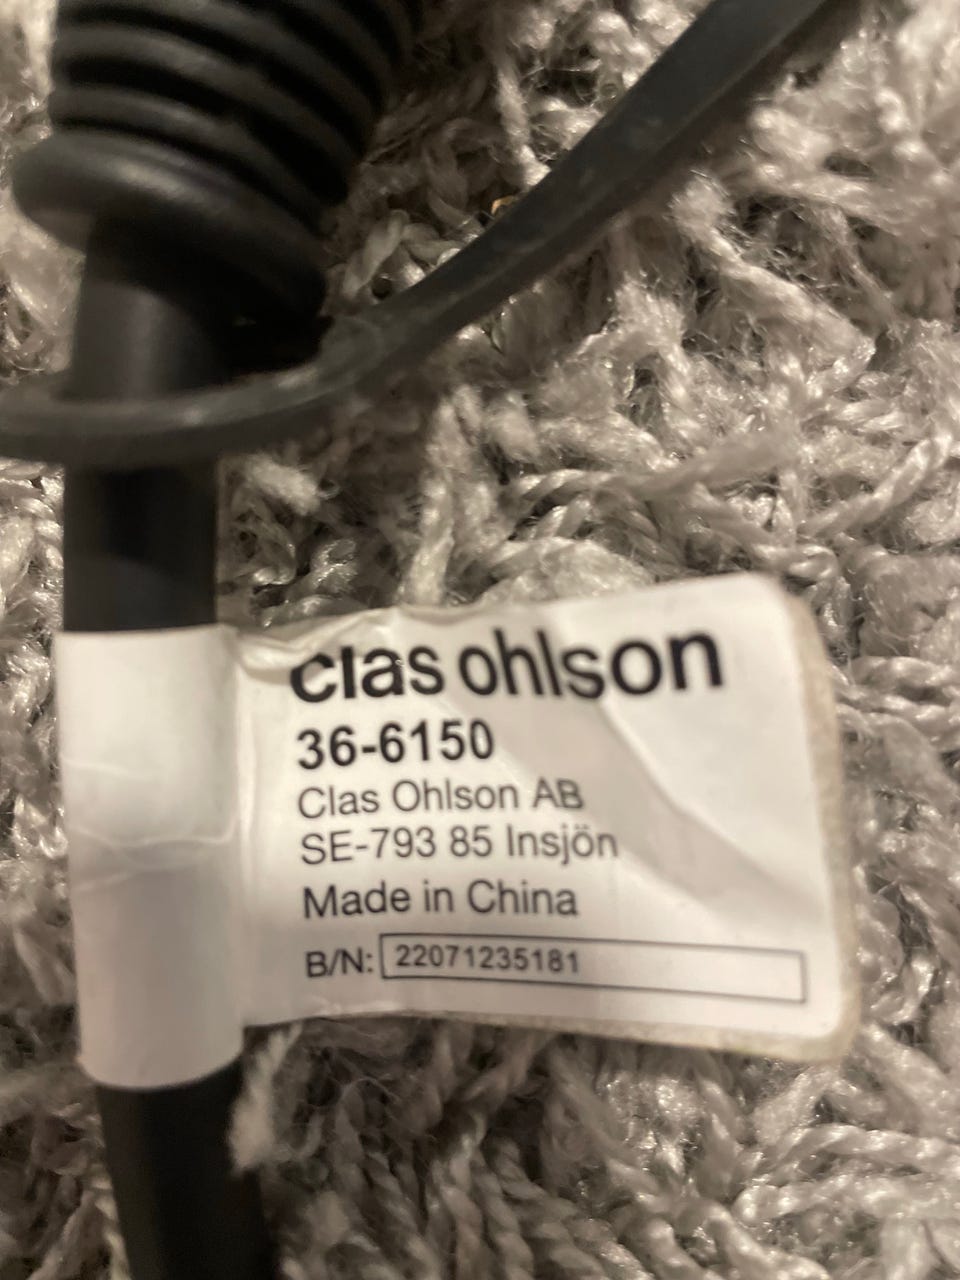 clas ohlson
36-6150
Clas Ohlson AB
SE-793 85 Insjön
Made in China
B/N: 22071235181